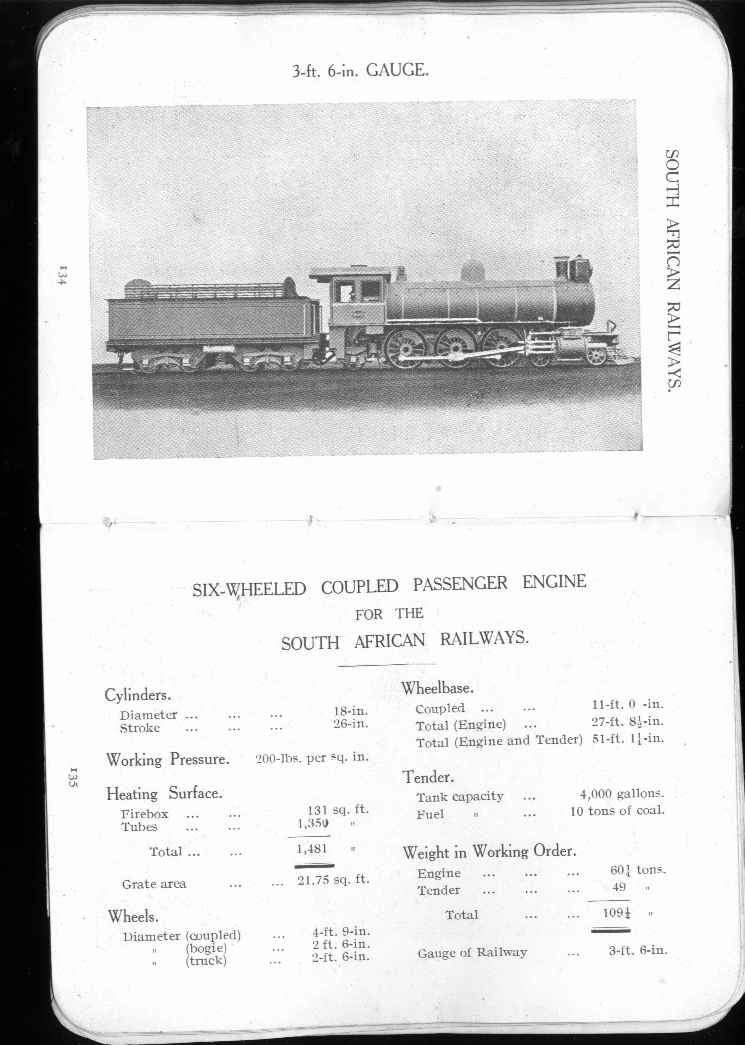 3-ft. 6-in. GAUGE.
SOUTH AFRICAN RAILWAYS.
134
SIX-WHEELED COUPLED PASSENGER ENGINE
FOR THE
SOUTH AFRICAN RAILWAYS.
Cylinders.
Diameter ... ... ... 18-in.
Stroke ... ... ... 26-in.
Working Pressure. 200-lbs. per sq. in.
Heating Surface.
Firebox ... ... 131 sq. ft.
Tubes ... ... 1,350 "
Total ... ... 1,481 "
Grate area ... ... 21.75 sq. ft.
Wheels.
Diameter (coupled) ... 4-ft. 9-in.
" (bogie) ... 2 ft. 6-in.
" (truck) ... 2-ft. 6-in.
Wheelbase.
Coupled ... ... 11-ft. 0 -in.
Total (Engine) ... 27-ft. 8½-in.
Total (Engine and Tender) 51-ft. 1½-in.
Tender.
Tank capacity ... 4,000 gallons.
Fuel " ... 10 tons of coal.
Weight in Working Order.
Engine ... ... ... tons.
Tender ... ... ... 49 "
Total ... ... "
Gauge of Railway ... 3-ft. 6-in.
135